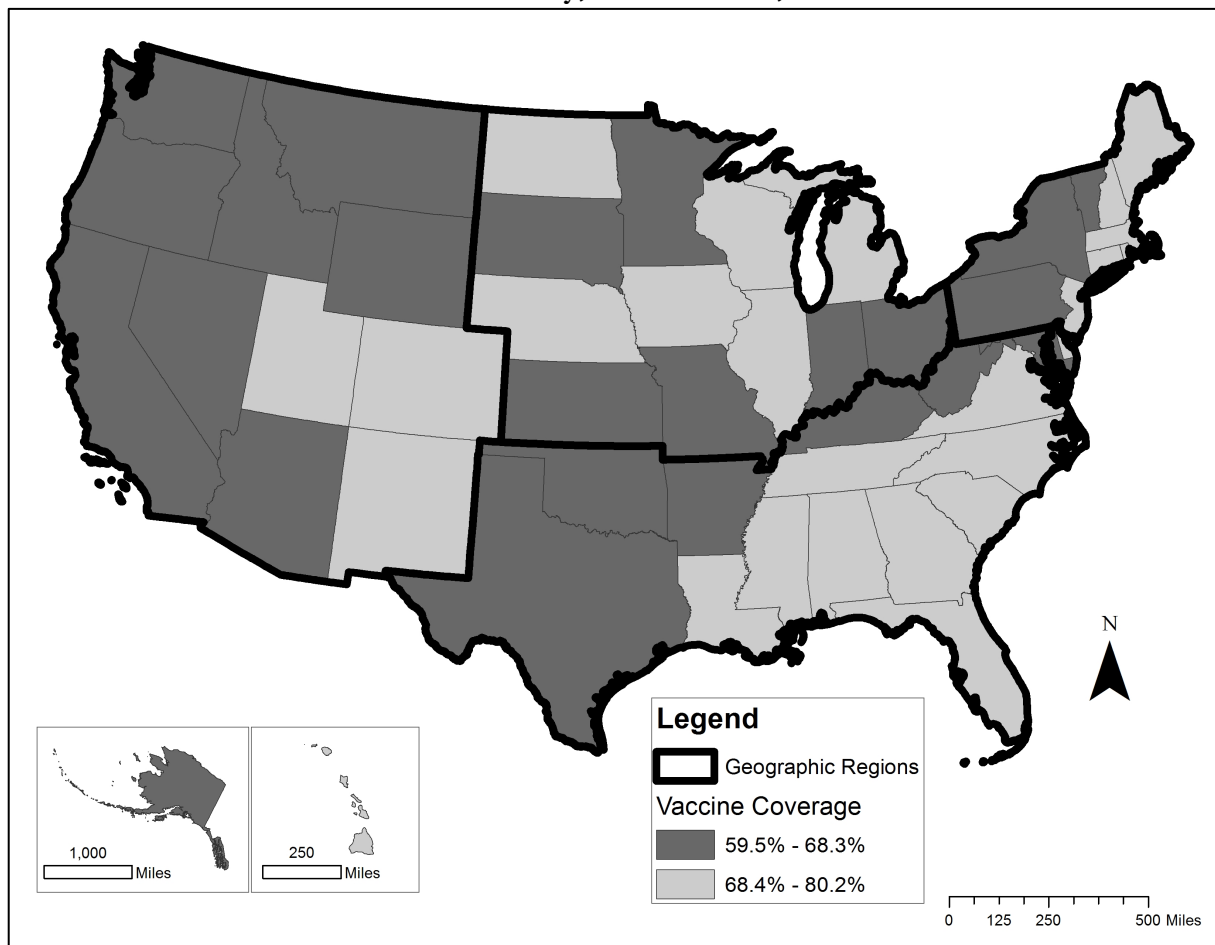 N
Legend
Geographic Regions
Vaccine Coverage
59.5% - 68.3%
68.4% - 80.2%
1,000
Miles
250
Miles
0 125 250 500 Miles